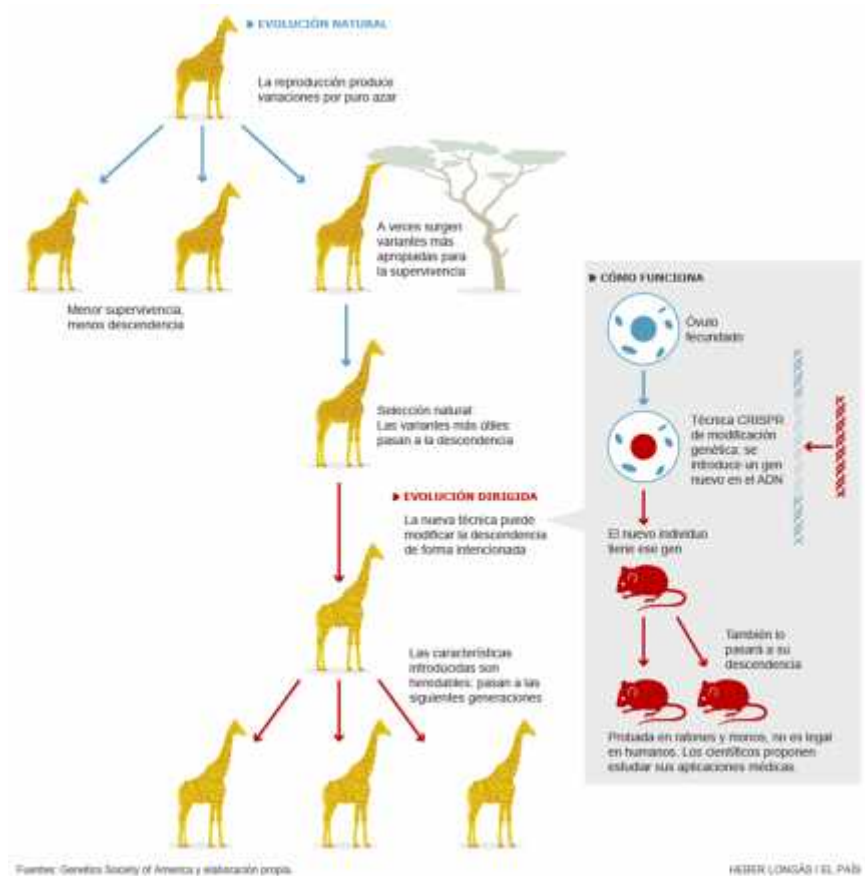 EVOLUCIÓN NATURAL
La reproducción produce
variaciones por puro azar
A veces surgen
variantes más
apropiadas para
la supervivencia
Menor supervivencia,
menos descendencia
Selección natural
Las variantes más útiles
pasan a la descendencia
EVOLUCIÓN DIRIGIDA
La nueva técnica puede
modificar la descendencia
de forma intencionada
Las características
introducidas son
heredables: pasan a las
siguientes generaciones
CÓMO FUNCIONA
Óvulo
fecundado
Técnica CRISPR
de modificación
genética: se
introduce un gen
nuevo en el ADN
El nuevo individuo
tiene ese gen
También lo
pasará a su
descendencia
Probada en ratones y monos, no es legal
en humanos. Los científicos proponen
estudiar sus aplicaciones médicas
Fuentes: Genetics Society of America y elaboración propia.
HEBER LONGÁS / EL PAÍS